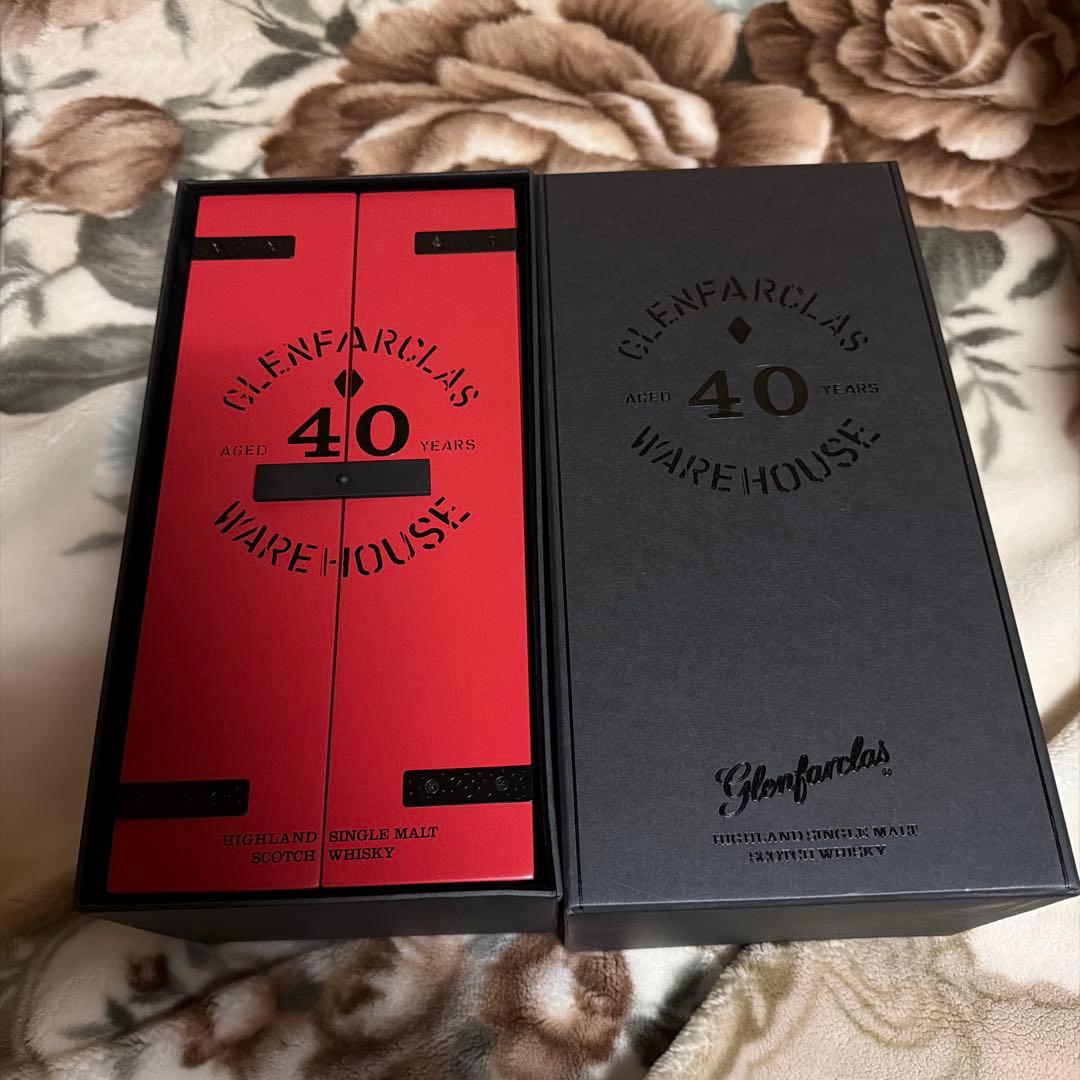 GLENFARCLAS
AGED 40 YEARS
WAREHOUSE
HIGHLAND SINGLE MALT
SCOTCH WHISKY
GLENFARCLAS
AGED 40 YEARS
WAREHOUSE
Glenfarclas®
HIGHLAND SINGLE MALT
SCOTCH WHISKY